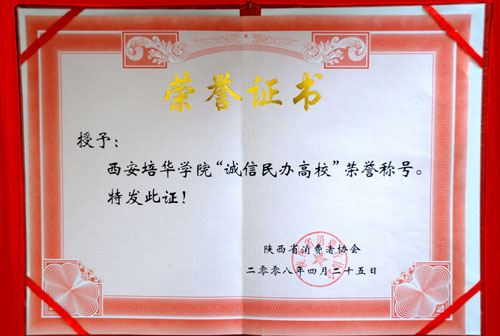 荣誉证书
授予：
西安培华学院“诚信民办高校”荣誉称号。
特发此证！
陕西省消费者协会
二零零八年四月二十五日